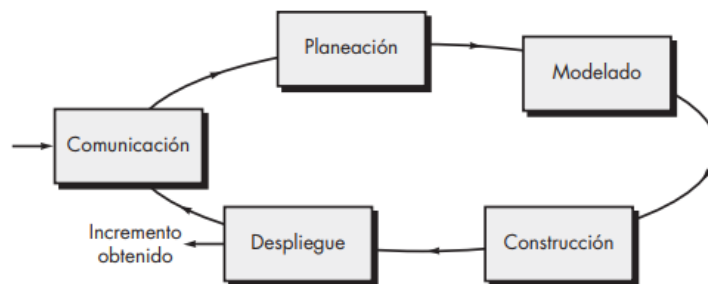 Planeación
Modelado
Comunicación
Incremento
obtenido
Despliegue
Construcción